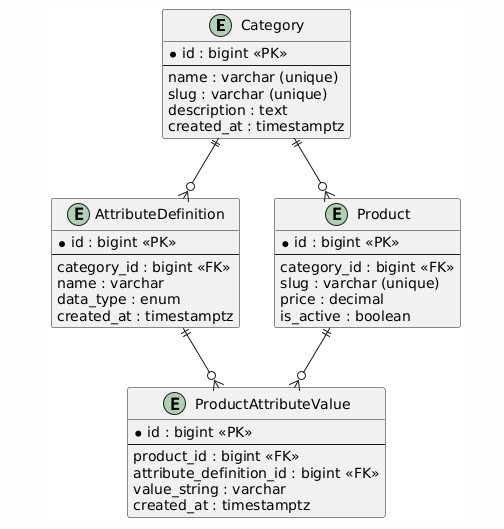 E Category
* id : bigint «PK»
name : varchar (unique)
slug : varchar (unique)
description : text
created_at : timestamptz
E AttributeDefinition
* id : bigint «PK»
category_id : bigint «FK»
name : varchar
data_type : enum
created_at : timestamptz
E Product
* id : bigint «PK»
category_id : bigint «FK»
slug : varchar (unique)
price : decimal
is_active : boolean
E ProductAttributeValue
* id : bigint «PK»
product_id : bigint «FK»
attribute_definition_id : bigint «FK»
value_string : varchar
created_at : timestamptz